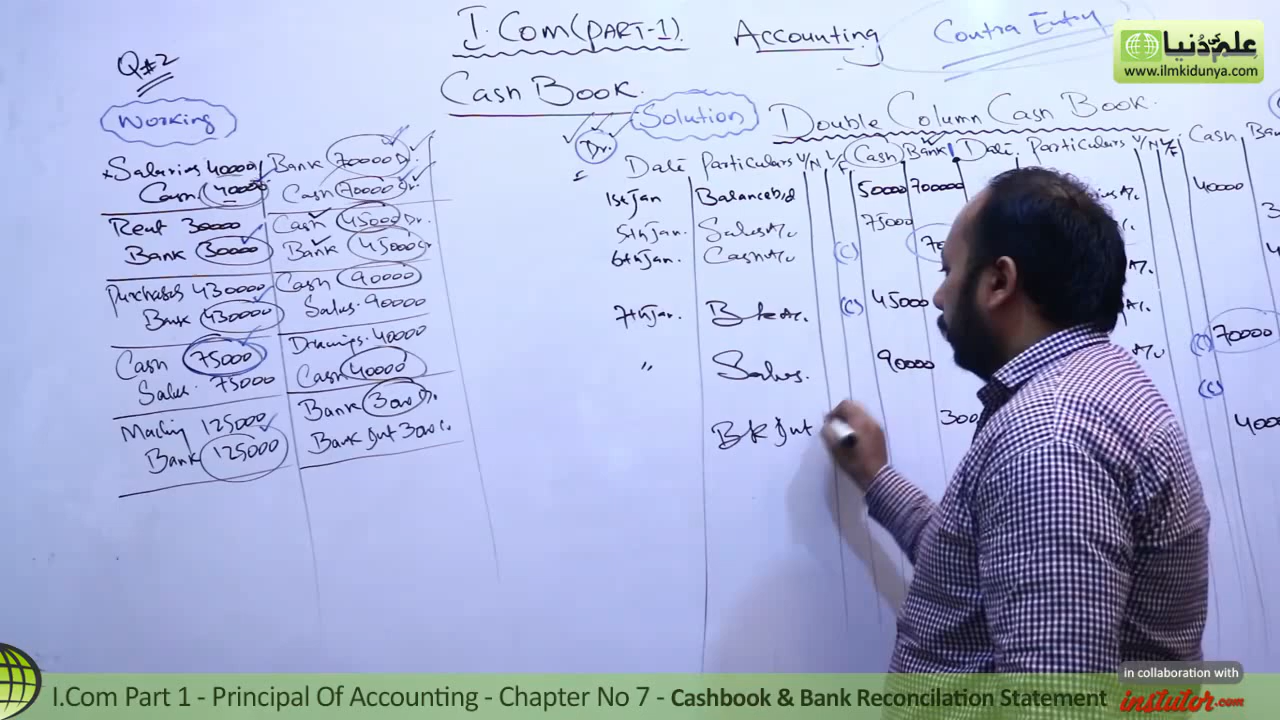 I.Com (PART-1) Accounting Contra Entry
علم کی دُنیا
www.ilmkidunya.com
Q#2
Cash Book
Working
Salaries 40000
Cash 40000
Rent 30000
Bank 30000
Purchases 430000
Bank 430000
Cash 75000
Sales 75000
125000
Bank 125000
Bank 70000 Dr.
Cash 70000 Cr.
Cash 45000 Dr.
Bank 45000 Cr.
Cash 90000
Sales 90000
Drawings 40000
Cash 40000
Bank 3000 Dr.
Bank Int 3000 Cr.
Solution
Double Column Cash Book.
Dr.
Date Particulars V/N L/F Cash Bank Date Particulars V/N L/F Cash
1st Jan Balance b/d 50000 700000 40000
5th Jan. Sales A/c 75000
6th Jan. Cash A/c (C)
7th Jan. Bk A/c. (C) 45000 A/c. (C) 70000
" Sales. 90000 A/c (C)
Bk Int 300
I.Com Part 1 - Principal Of Accounting - Chapter No 7 - Cashbook & Bank Reconcilation Statement
in collaboration with
instutor.com